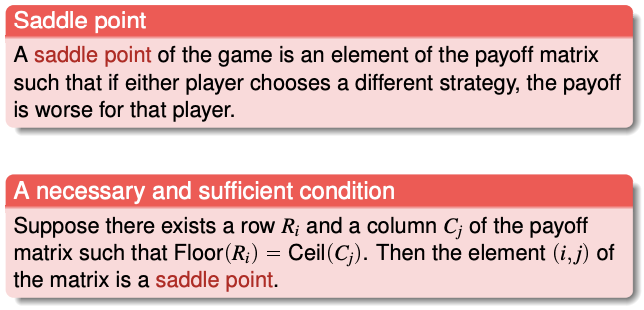 Saddle point
A saddle point of the game is an element of the payoff matrix
such that if either player chooses a different strategy, the payoff
is worse for that player.
A necessary and sufficient condition
Suppose there exists a row Rᵢ and a column Cⱼ of the payoff
matrix such that Floor(Rᵢ) = Ceil(Cⱼ). Then the element (i,j) of
the matrix is a saddle point.